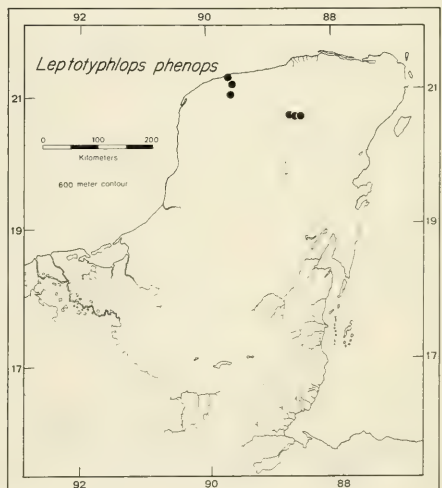 92 90 88
Leptotyphlops phenops
21 21
0 100 200
Kilometers
600 meter contour
19 19
17 17
92 90 88